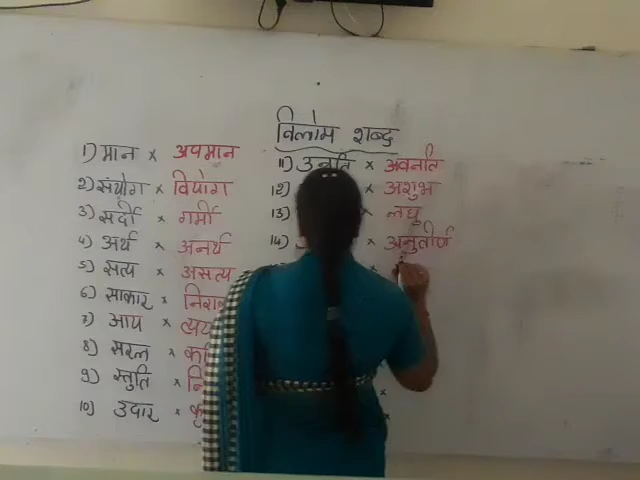 विलोम शब्द
1) मान × अपमान
2) संयोग × वियोग
3) सर्दी × गर्मी
4) अर्थ × अनर्थ
5) सत्य × असत्य
6) साकार ×
7) आय ×
8) सरल ×
9) स्तुति ×
10) उदार ×
11) उन्नति × अवनति
12) × अशुभ
13) × लघु
14) × अनुतीर्ण